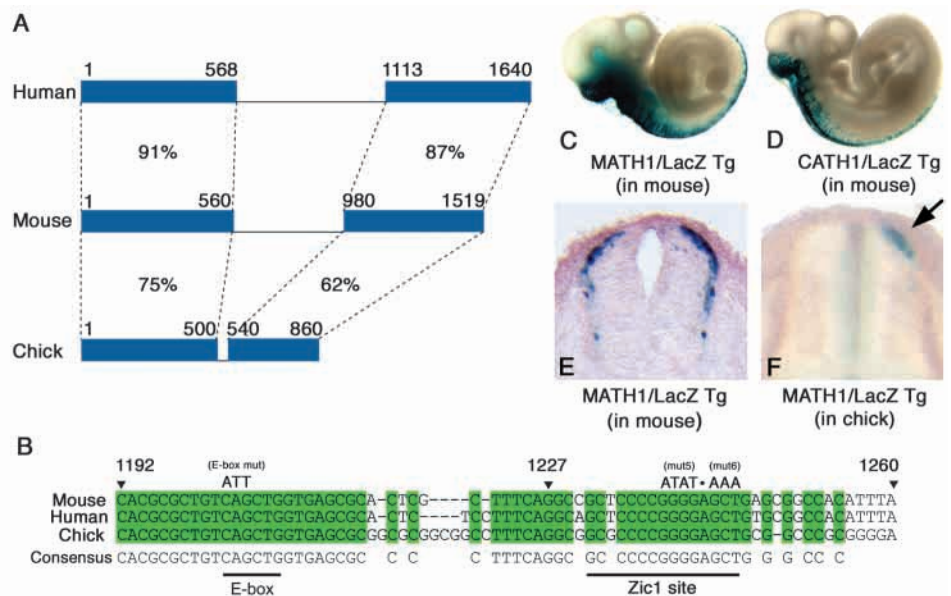 A
1 568 1113 1640
Human
91% 87%
1 560 980 1519
Mouse
75% 62%
1 500 540 860
Chick
C
MATH1/LacZ Tg
(in mouse)
D
CATH1/LacZ Tg
(in mouse)
E
MATH1/LacZ Tg
(in mouse)
F
MATH1/LacZ Tg
(in chick)
B
1192 1227 1260
(E-box mut) (mut5) (mut6)
ATT ATAT•AAA
Mouse CACGCGCTGTCAGCTGGTGAGCGCA-CTCG-----C-TTTCAGGCCGCTCCCCGGGGAGCTGAGCGGCCACATTTA
Human CACGCGCTGTCAGCTGGTGAGCGCA-CTC----TCCTTTCAGGCAGCTCCCCGGGGAGCTGTGCGGCCACATTTA
Chick CACGCGCTGTCAGCTGGTGAGCGCGGCGCGGCGGCCTTTCAGGCGGCGCCCCGGGGAGCTGCG-GCCCGCGGGGA
Consensus CACGCGCTGTCAGCTGGTGAGCGC C C C TTTCAGGC GC CCCCGGGGAGCTG G G CC C
E-box Zic1 site